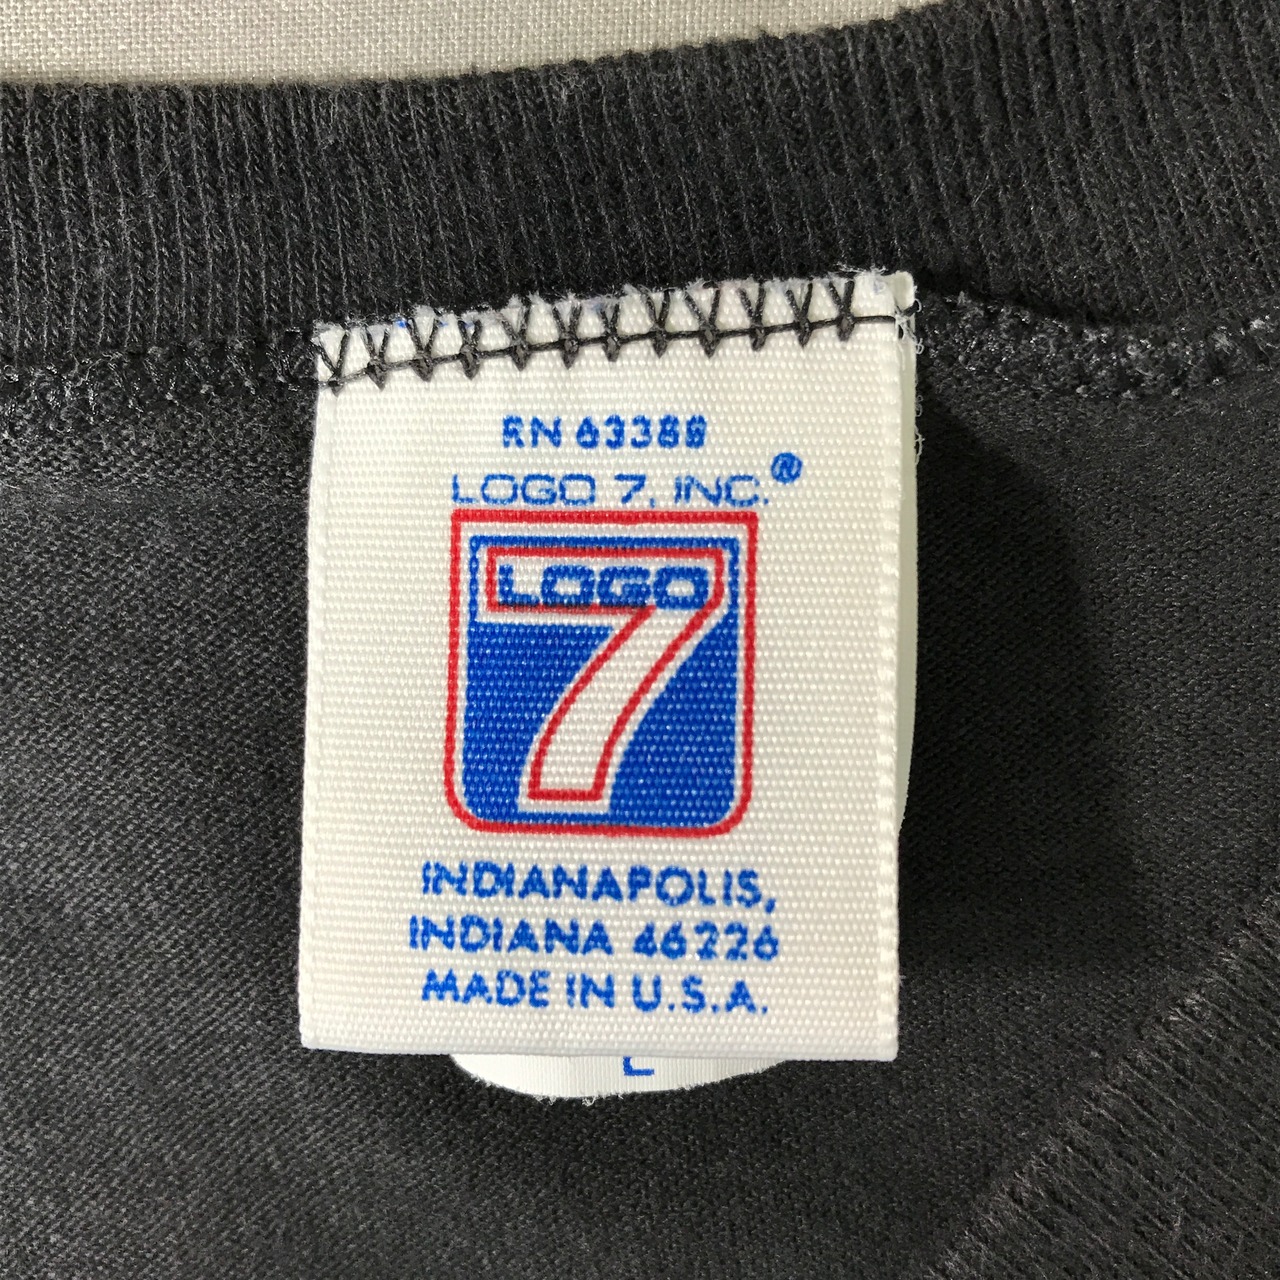 RN 63388
LOGO 7, INC.®
LOGO
7
INDIANAPOLIS,
INDIANA 46226
MADE IN U.S.A.
L